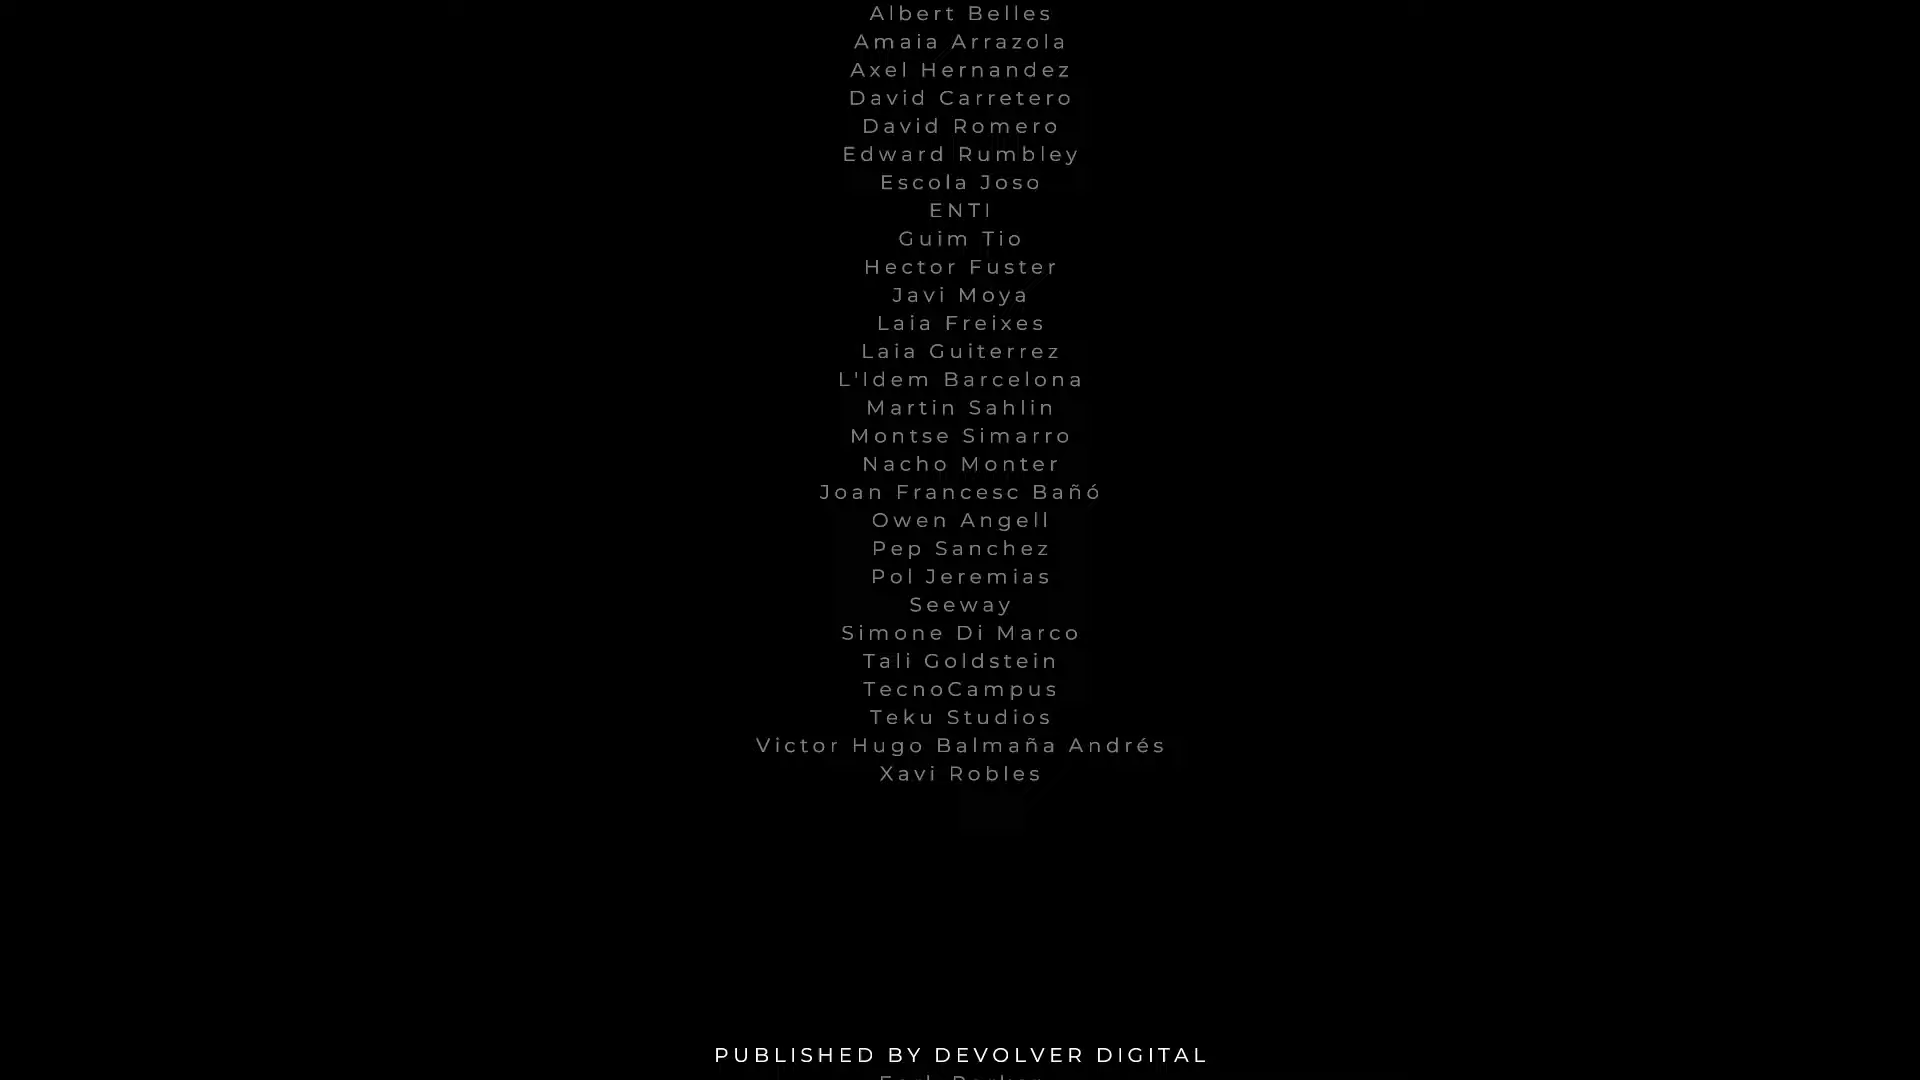 Albert Belles
Amaia Arrazola
Axel Hernandez
David Carretero
David Romero
Edward Rumbley
Escola Joso
ENTI
Guim Tio
Hector Fuster
Javi Moya
Laia Freixes
Laia Guiterrez
L'Idem Barcelona
Martin Sahlin
Montse Simarro
Nacho Monter
Joan Francesc Bañó
Owen Angell
Pep Sanchez
Pol Jeremias
Seeway
Simone Di Marco
Tali Goldstein
TecnoCampus
Teku Studios
Victor Hugo Balmaña Andrés
Xavi Robles
PUBLISHED BY DEVOLVER DIGITAL